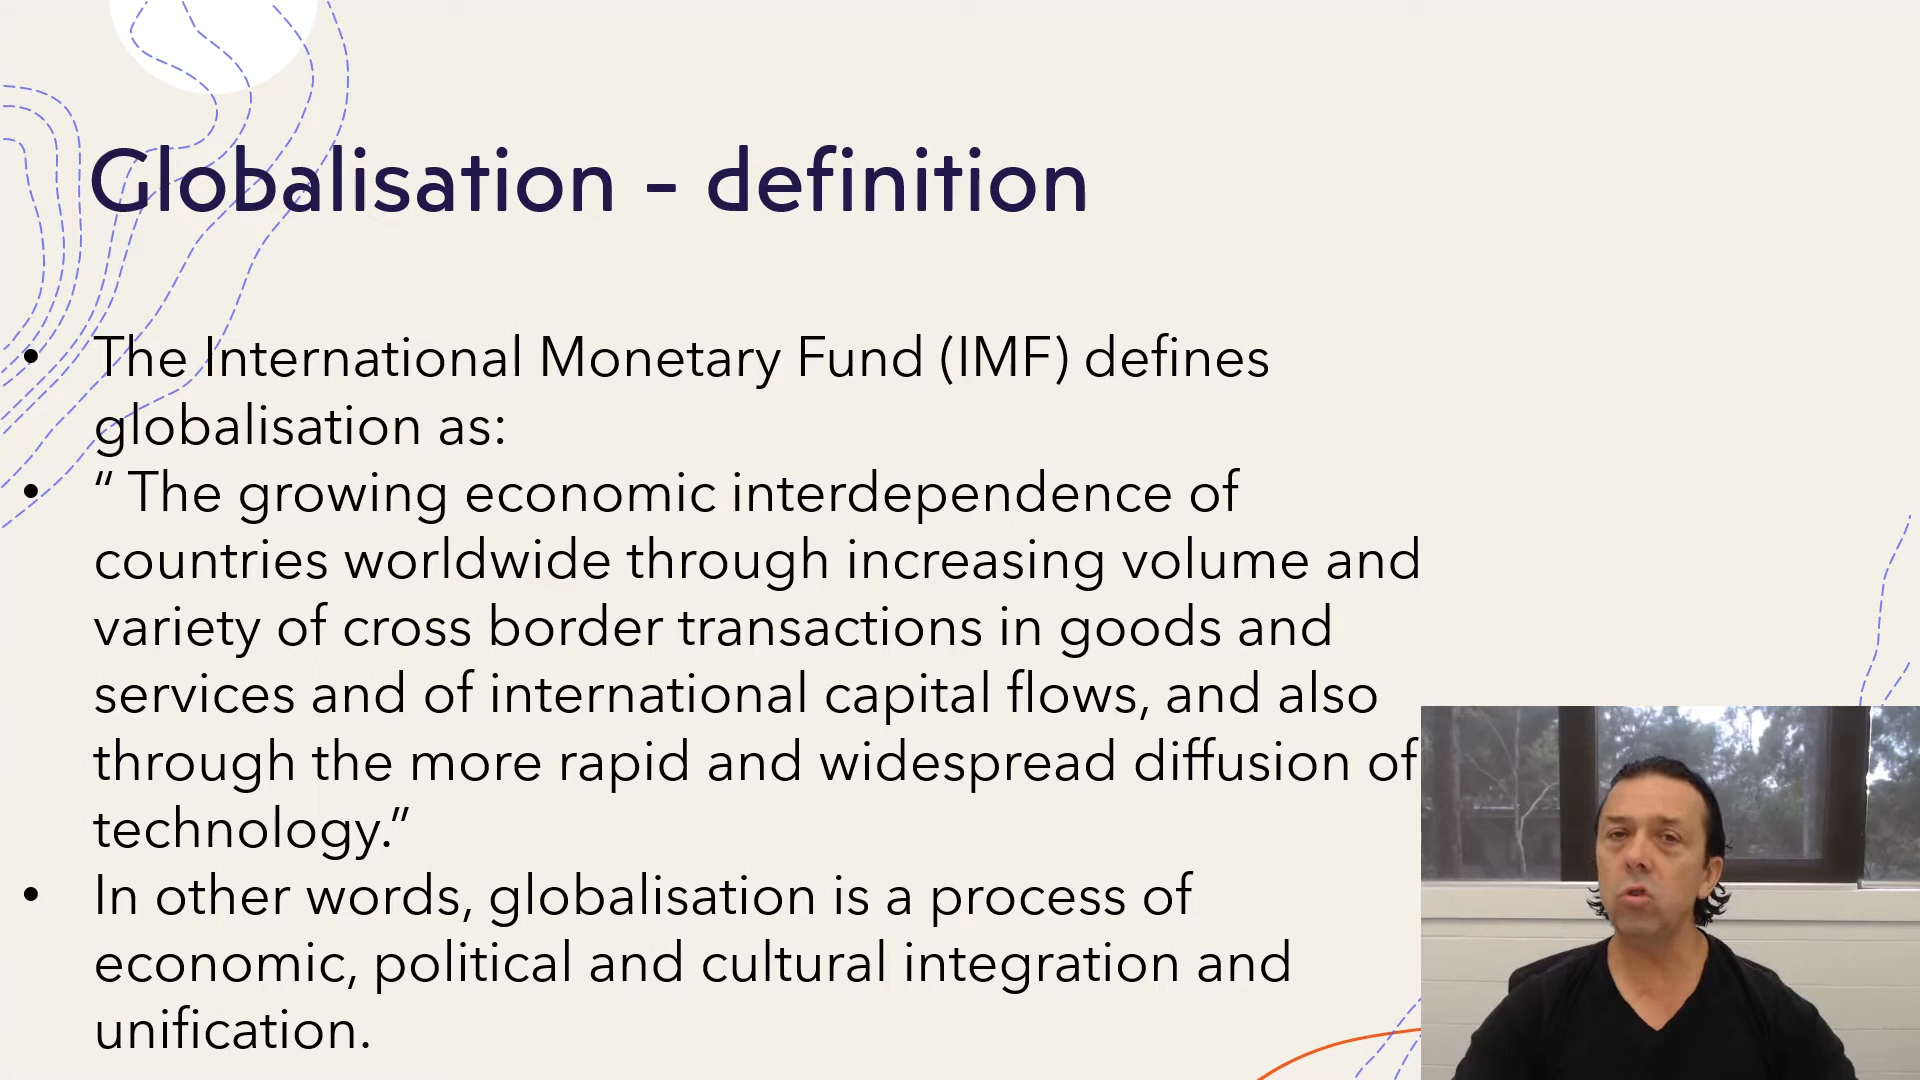 Globalisation - definition
• The International Monetary Fund (IMF) defines
globalisation as:
• “ The growing economic interdependence of
countries worldwide through increasing volume and
variety of cross border transactions in goods and
services and of international capital flows, and also
through the more rapid and widespread diffusion of
technology.”
• In other words, globalisation is a process of
economic, political and cultural integration and
unification.